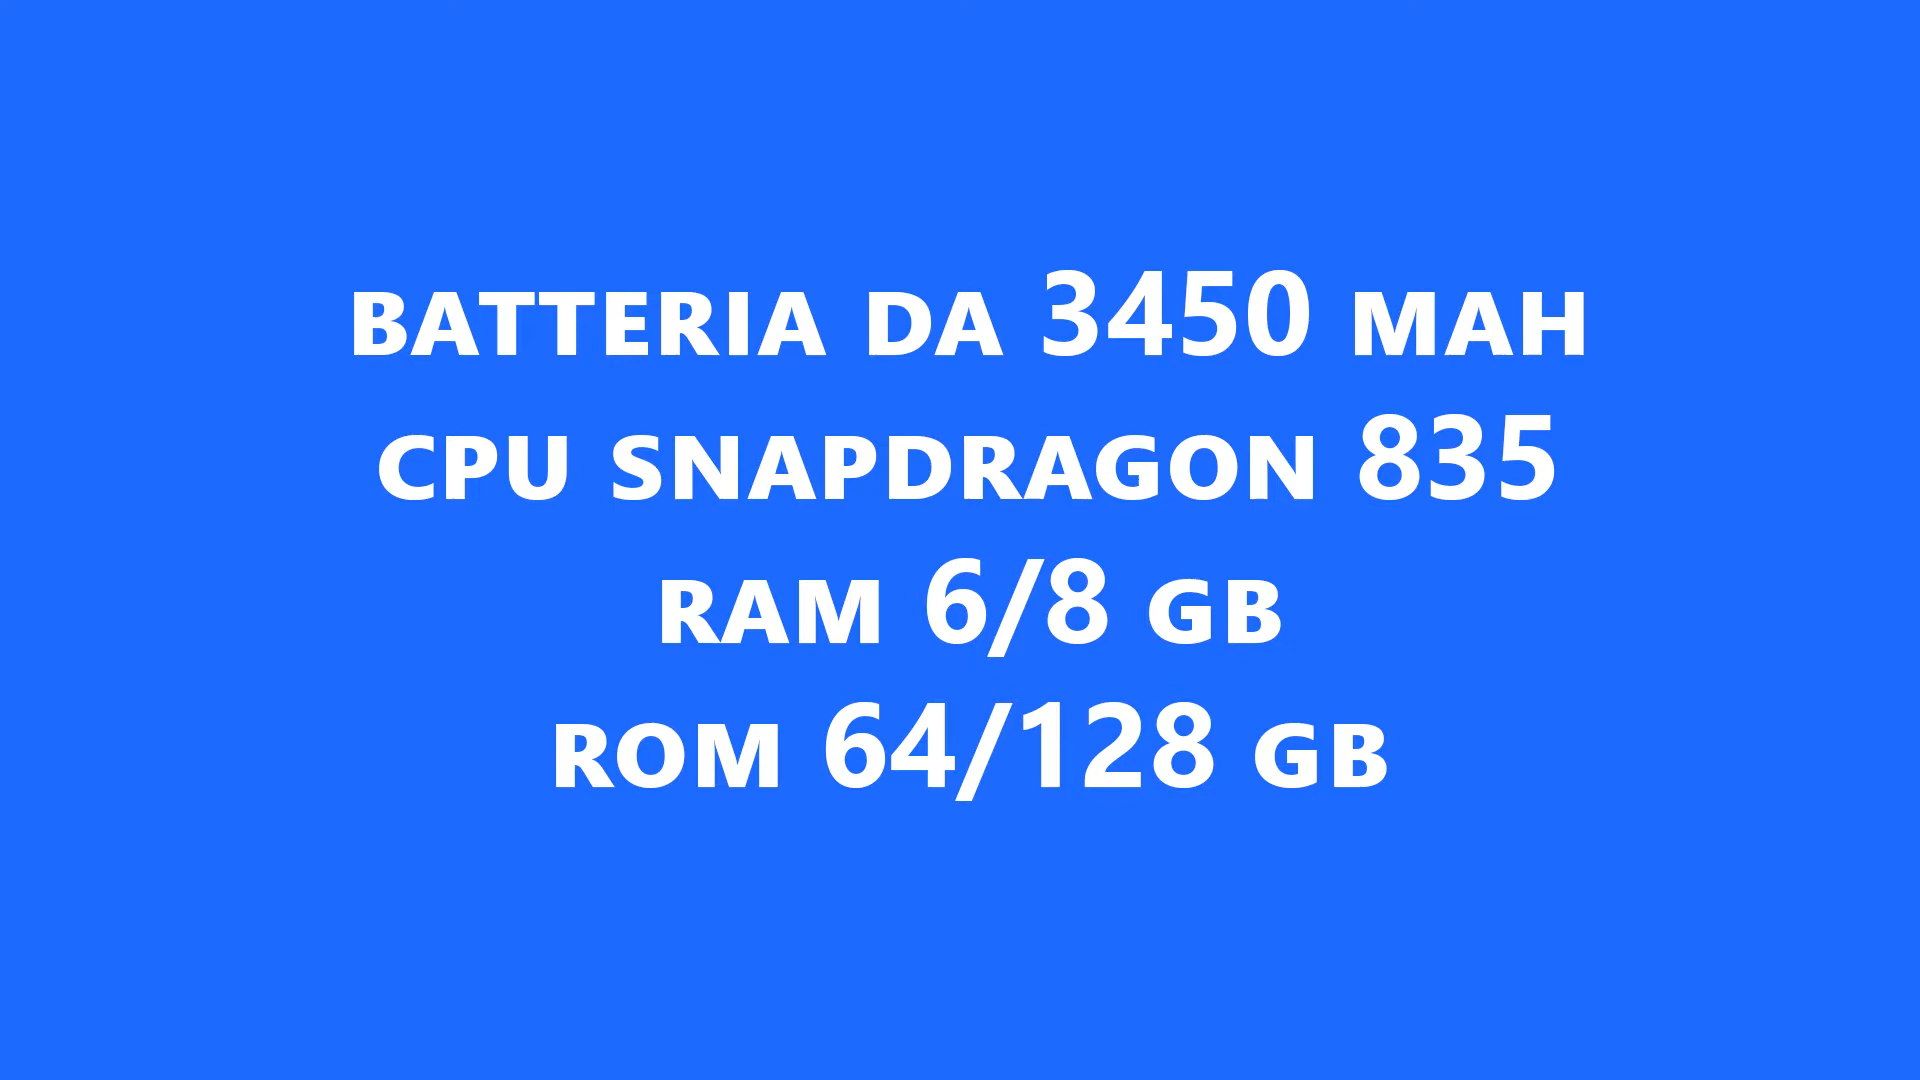 BATTERIA DA 3450 MAH
CPU SNAPDRAGON 835
RAM 6/8 GB
ROM 64/128 GB